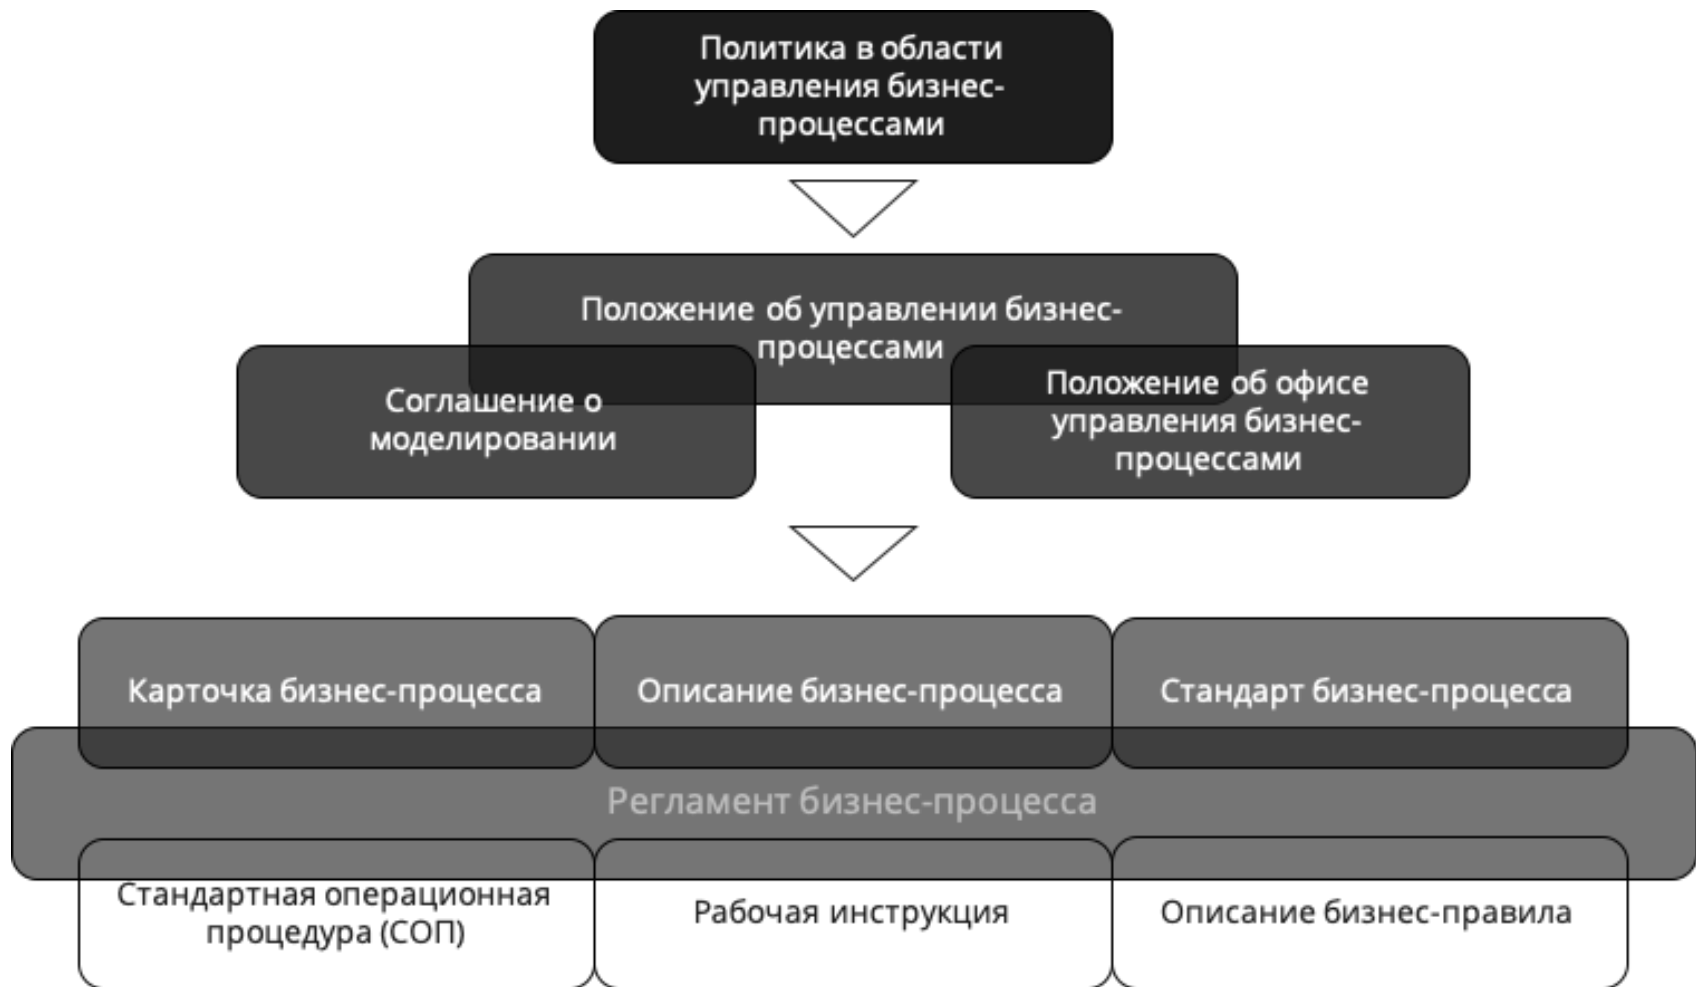 Политика в области
управления бизнес-
процессами
Положение об управлении бизнес-
процессами
Соглашение о
моделировании
Положение об офисе
управления бизнес-
процессами
Карточка бизнес-процесса
Описание бизнес-процесса
Стандарт бизнес-процесса
Регламент бизнес-процесса
Стандартная операционная
процедура (СОП)
Рабочая инструкция
Описание бизнес-правила